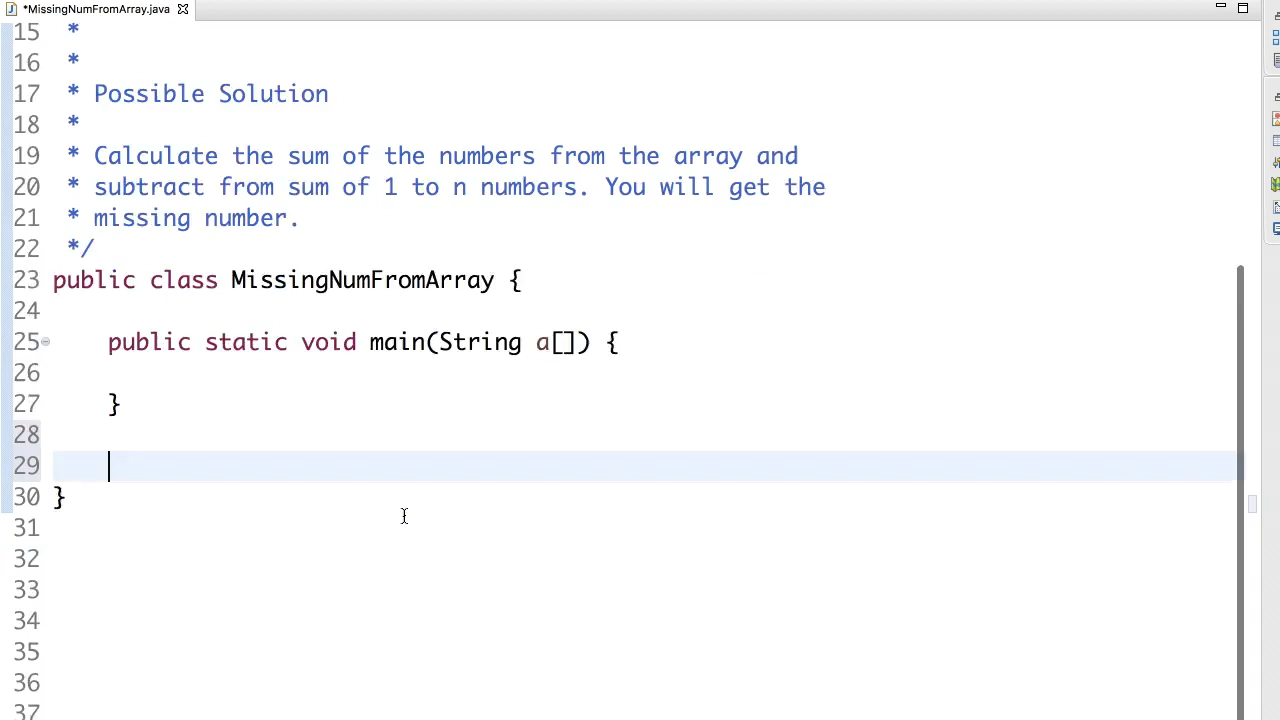 *MissingNumFromArray.java
15 *
16 *
17 * Possible Solution
18 *
19 * Calculate the sum of the numbers from the array and
20 * subtract from sum of 1 to n numbers. You will get the
21 * missing number.
22 */
23 public class MissingNumFromArray {
24
25 public static void main(String a[]) {
26
27 }
28
29
30 }
31
32
33
34
35
36
37